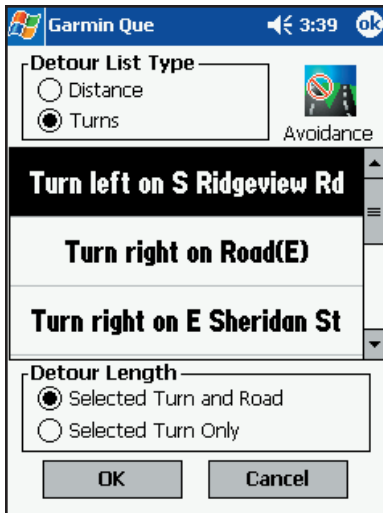 Garmin Que 3:39 ok
Detour List Type
Distance
Turns
Avoidance
Turn left on S Ridgeview Rd
Turn right on Road(E)
Turn right on E Sheridan St
Detour Length
Selected Turn and Road
Selected Turn Only
OK Cancel